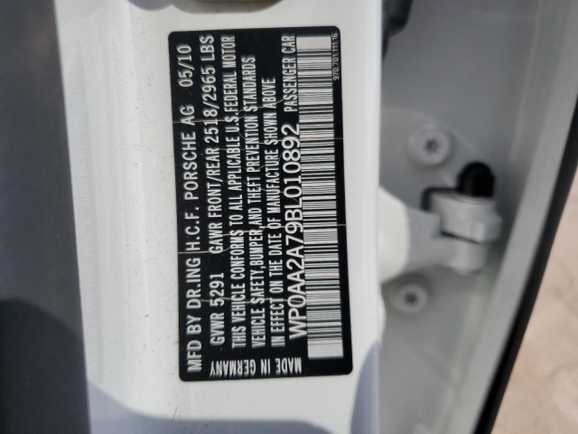 MFD BY DR.ING H.C.F. PORSCHE AG 05/10
GVWR 5291 GAWR FRONT/REAR 2518/2965 LBS
THIS VEHICLE CONFORMS TO ALL APPLICABLE U.S.FEDERAL MOTOR
VEHICLE SAFETY,BUMPER,AND THEFT PREVENTION STANDARDS
IN EFFECT ON THE DATE OF MANUFACTURE SHOWN ABOVE
WP0AA2A79BL010892 PASSENGER CAR
MADE IN GERMANY